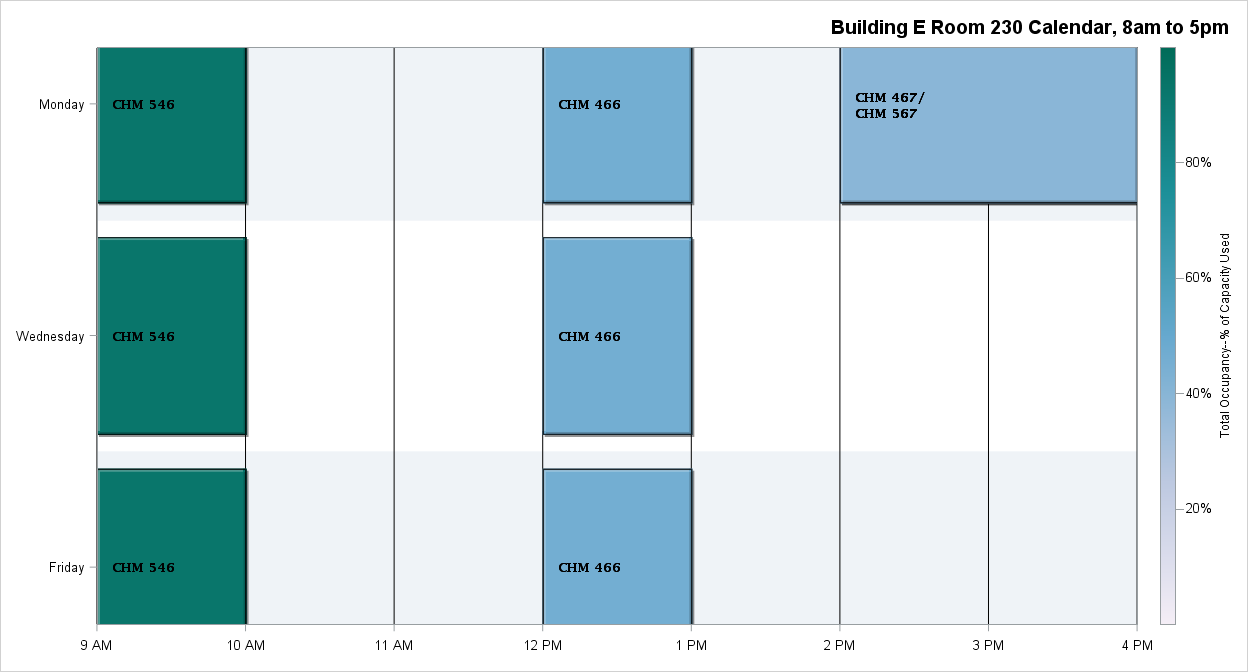 Building E Room 230 Calendar, 8am to 5pm
Monday
CHM 546
CHM 466
CHM 467/
CHM 567
Wednesday
CHM 546
CHM 466
Friday
CHM 546
CHM 466
9 AM
10 AM
11 AM
12 PM
1 PM
2 PM
3 PM
4 PM
80%
60%
40%
20%
Total Occupancy--% of Capacity Used